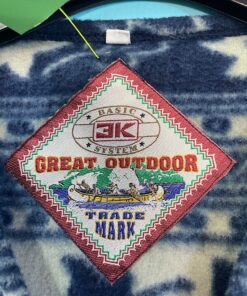 BASIC
3K
SYSTEM
GREAT OUTDOOR
TRADE
MARK